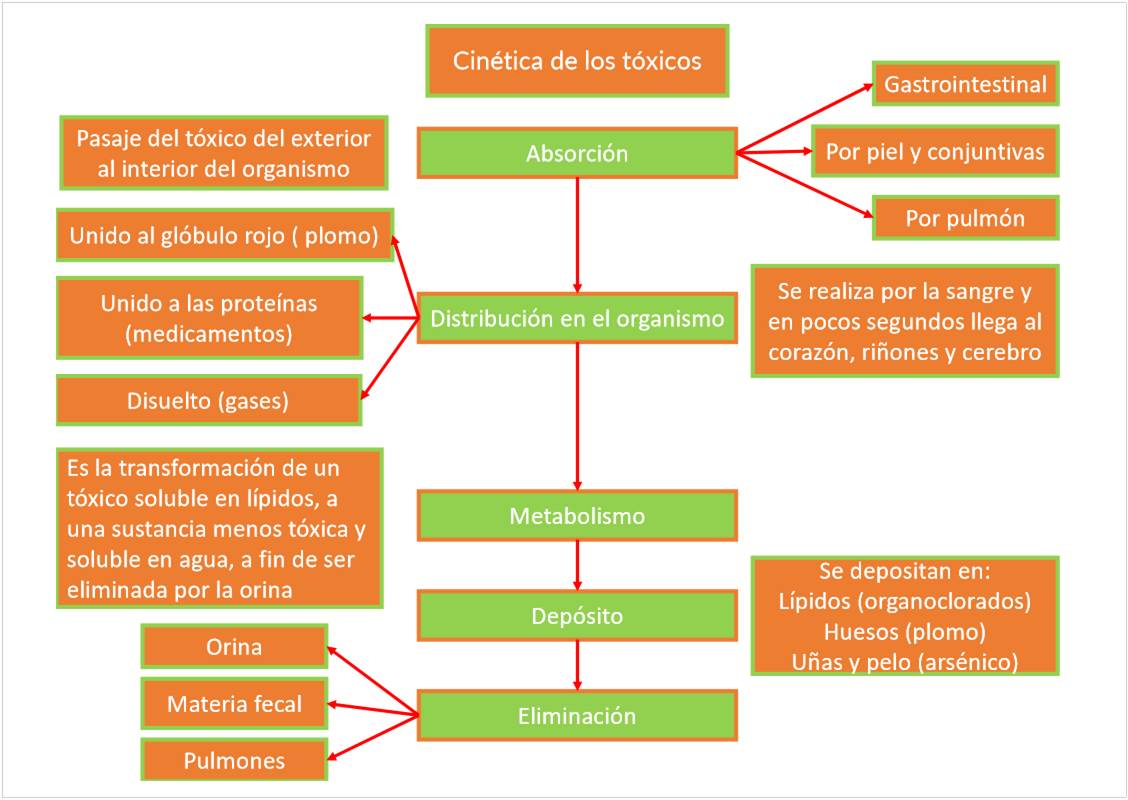 Cinética de los tóxicos
Pasaje del tóxico del exterior
al interior del organismo
Absorción
Gastrointestinal
Por piel y conjuntivas
Por pulmón
Unido al glóbulo rojo ( plomo)
Unido a las proteínas
(medicamentos)
Disuelto (gases)
Distribución en el organismo
Se realiza por la sangre y
en pocos segundos llega al
corazón, riñones y cerebro
Es la transformación de un
tóxico soluble en lípidos, a
una sustancia menos tóxica y
soluble en agua, a fin de ser
eliminada por la orina
Metabolismo
Depósito
Se depositan en:
Lípidos (organoclorados)
Huesos (plomo)
Uñas y pelo (arsénico)
Orina
Materia fecal
Pulmones
Eliminación